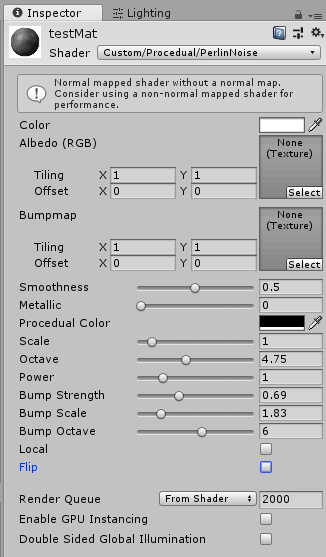 Inspector Lighting
testMat
Shader Custom/Procedual/PerlinNoise
Normal mapped shader without a normal map.
Consider using a non-normal mapped shader for
performance.
Color
Albedo (RGB) None
(Texture)
Tiling X 1 Y 1
Offset X 0 Y 0 Select
Bumpmap None
(Texture)
Tiling X 1 Y 1
Offset X 0 Y 0 Select
Smoothness 0.5
Metallic 0
Procedual Color
Scale 1
Octave 4.75
Power 1
Bump Strength 0.69
Bump Scale 1.83
Bump Octave 6
Local
Flip
Render Queue From Shader 2000
Enable GPU Instancing
Double Sided Global Illumination